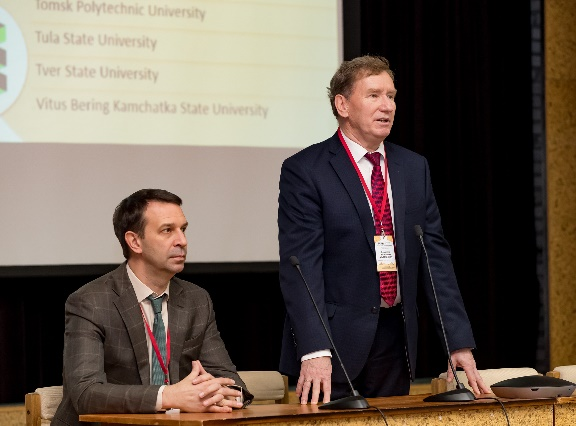 Tomsk Polytechnic University
Tula State University
Tver State University
Vitus Bering Kamchatka State University